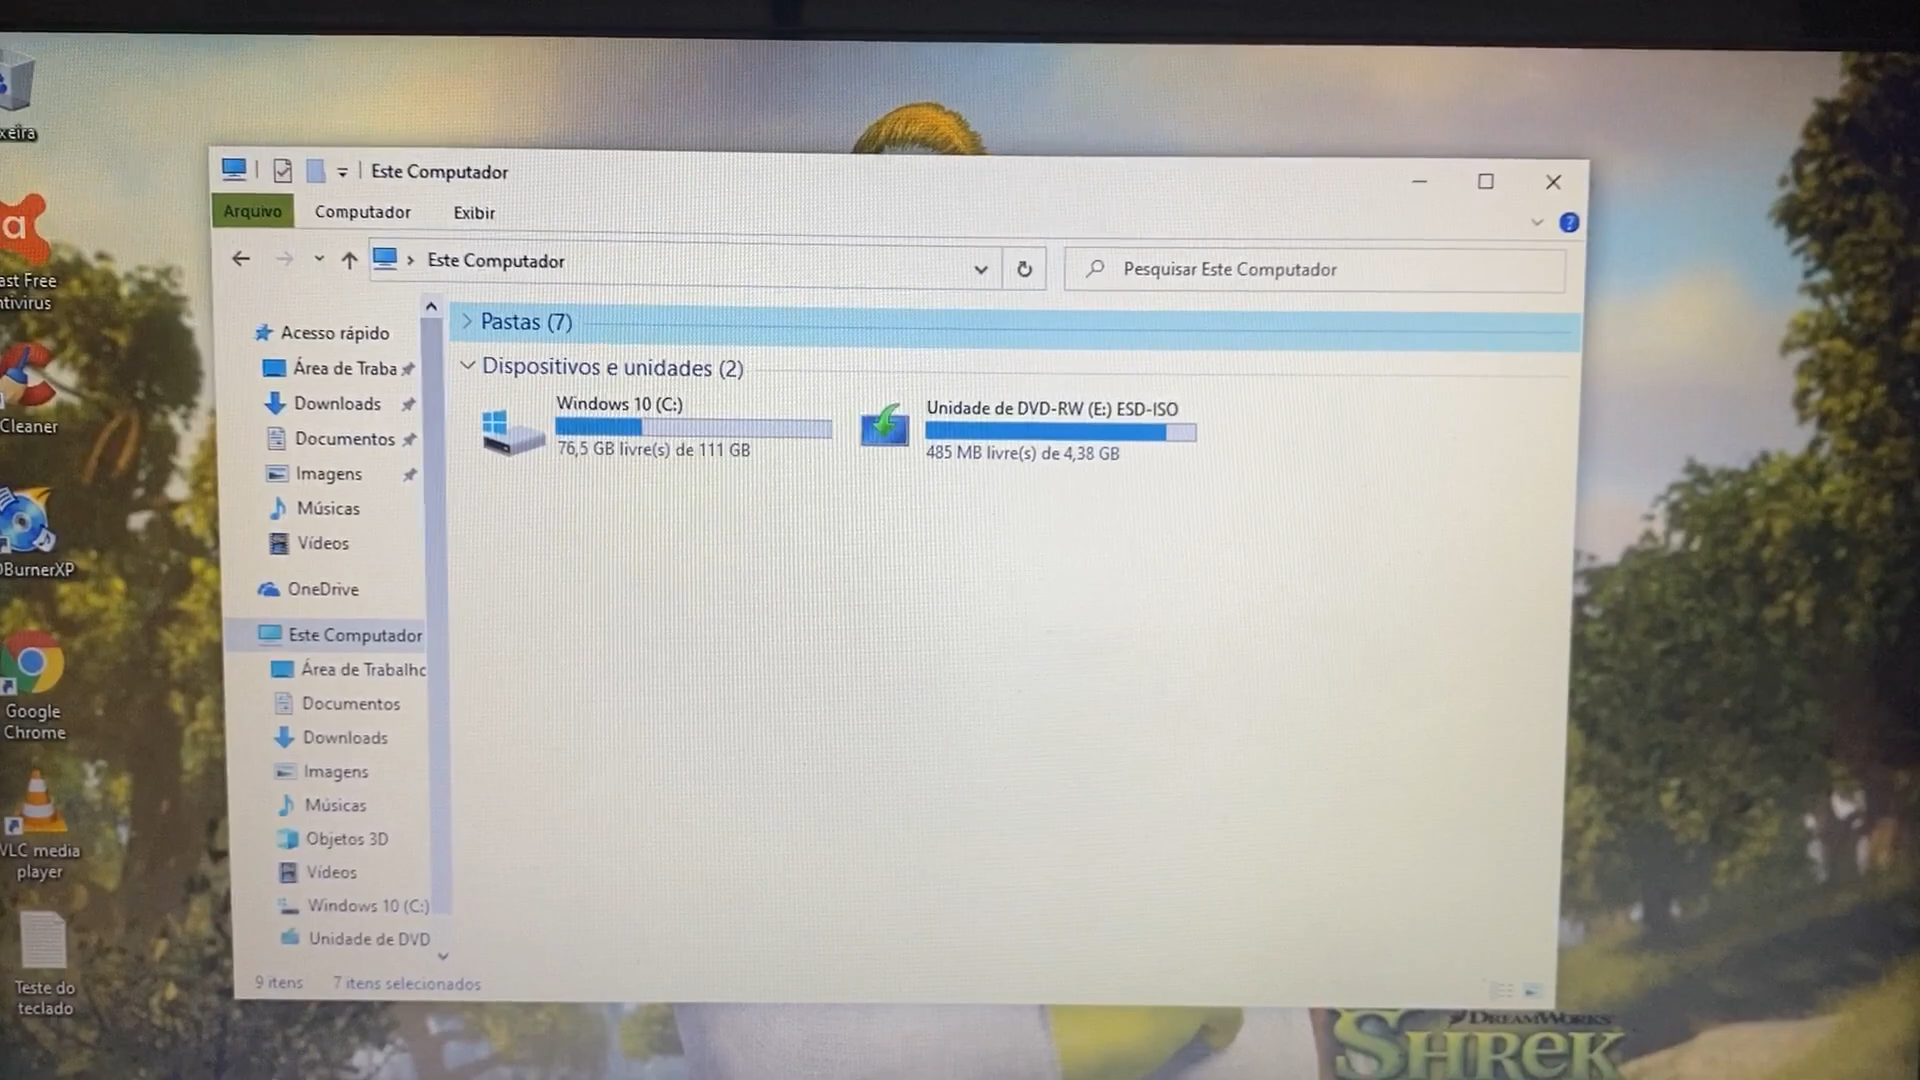 xeira
Este Computador
Arquivo
Computador
Exibir
Este Computador
Pesquisar Este Computador
a
ast Free
ntivirus
Cleaner
DBurnerXP
Google
Chrome
VLC media
player
Teste do
teclado
Acesso rápido
Área de Traba
Downloads
Documentos
Imagens
Músicas
Vídeos
OneDrive
Este Computador
Área de Trabalho
Documentos
Downloads
Imagens
Músicas
Objetos 3D
Vídeos
Windows 10 (C:)
Unidade de DVD
Pastas (7)
Dispositivos e unidades (2)
Windows 10 (C:)
76,5 GB livre(s) de 111 GB
Unidade de DVD-RW (E:) ESD-ISO
485 MB livre(s) de 4,38 GB
9 itens
7 itens selecionados
DREAMWORKS
SHREK